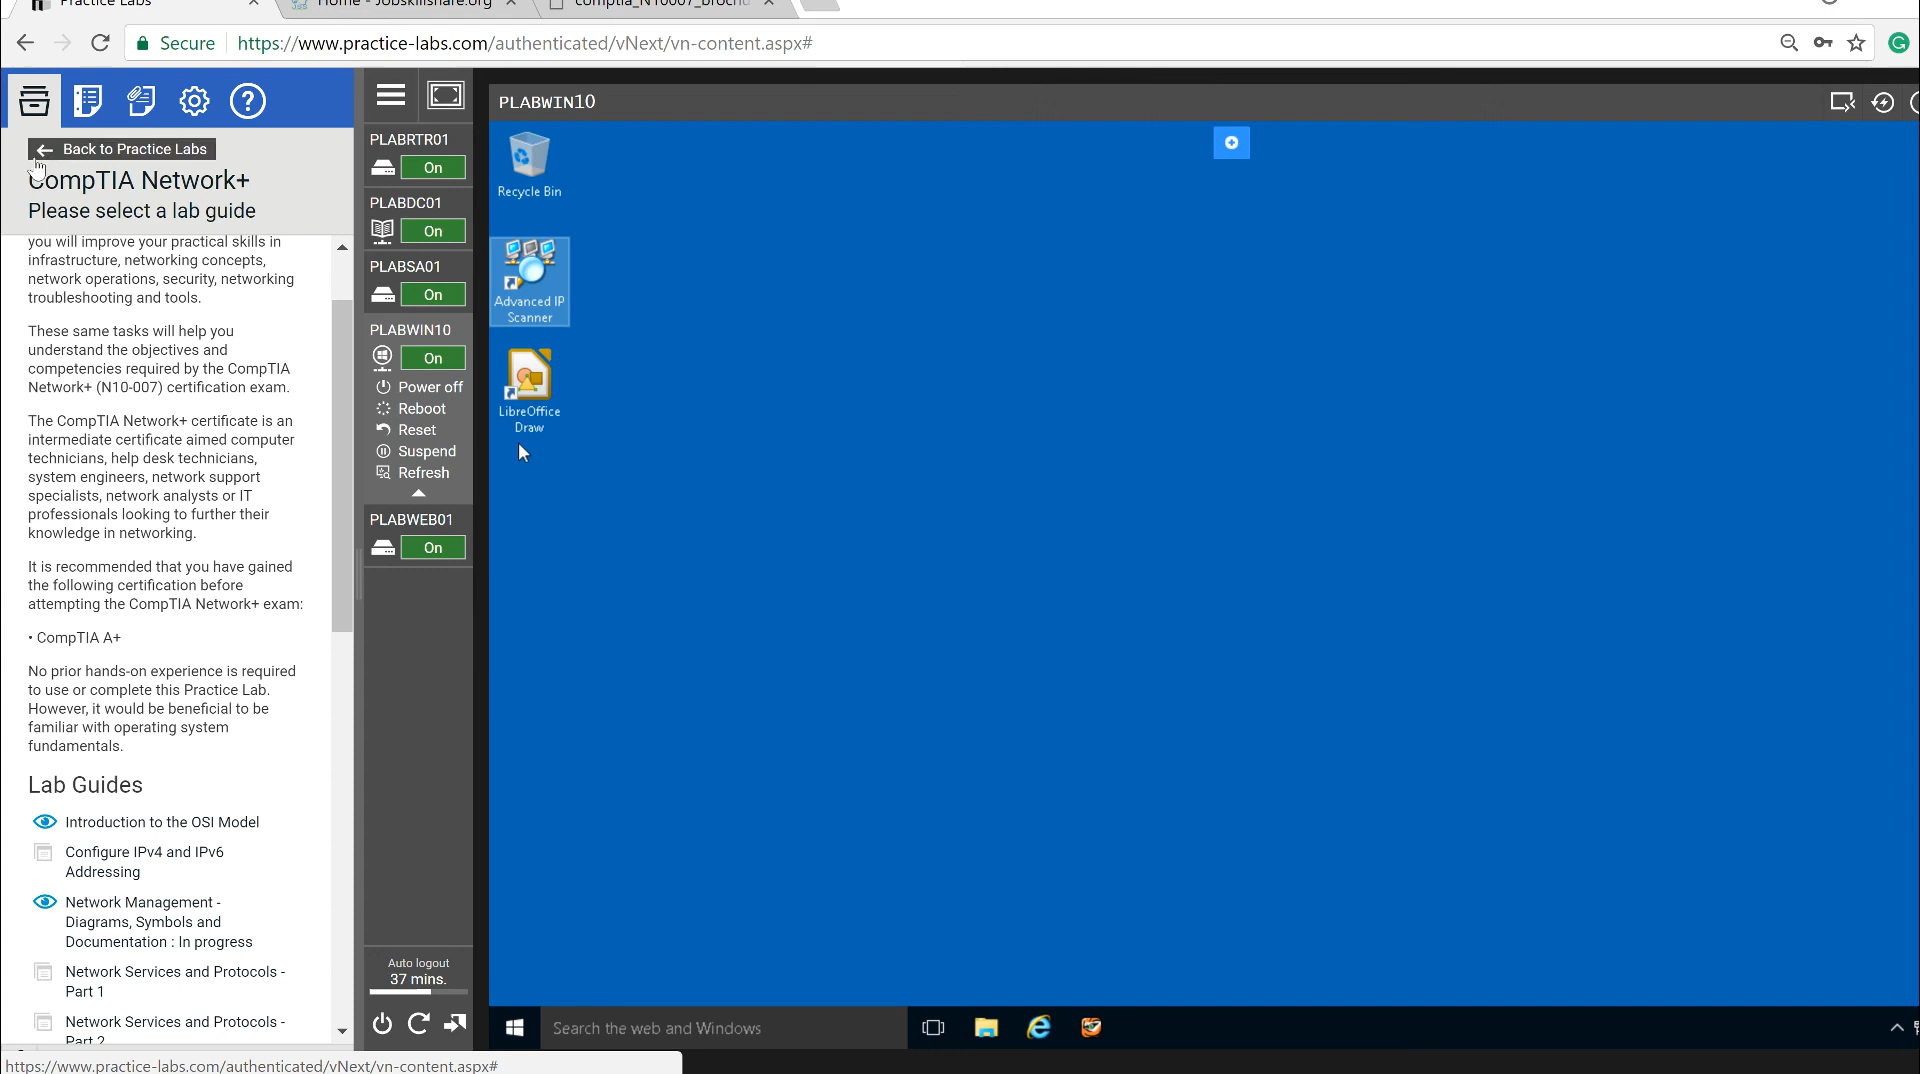 Practice Labs
Home - Jobskillshare.org
comptia_N10007_brochu
Secure
https://www.practice-labs.com/authenticated/vNext/vn-content.aspx#
Back to Practice Labs
CompTIA Network+
Please select a lab guide
you will improve your practical skills in
infrastructure, networking concepts,
network operations, security, networking
troubleshooting and tools.
These same tasks will help you
understand the objectives and
competencies required by the CompTIA
Network+ (N10-007) certification exam.
The CompTIA Network+ certificate is an
intermediate certificate aimed computer
technicians, help desk technicians,
system engineers, network support
specialists, network analysts or IT
professionals looking to further their
knowledge in networking.
It is recommended that you have gained
the following certification before
attempting the CompTIA Network+ exam:
• CompTIA A+
No prior hands-on experience is required
to use or complete this Practice Lab.
However, it would be beneficial to be
familiar with operating system
fundamentals.
Lab Guides
Introduction to the OSI Model
Configure IPv4 and IPv6
Addressing
Network Management -
Diagrams, Symbols and
Documentation : In progress
Network Services and Protocols -
Part 1
Network Services and Protocols -
Part 2
PLABRTR01
On
PLABDC01
On
PLABSA01
On
PLABWIN10
On
Power off
Reboot
Reset
Suspend
Refresh
PLABWEB01
On
Auto logout
37 mins.
PLABWIN10
Recycle Bin
Advanced IP
Scanner
LibreOffice
Draw
Search the web and Windows
https://www.practice-labs.com/authenticated/vNext/vn-content.aspx#